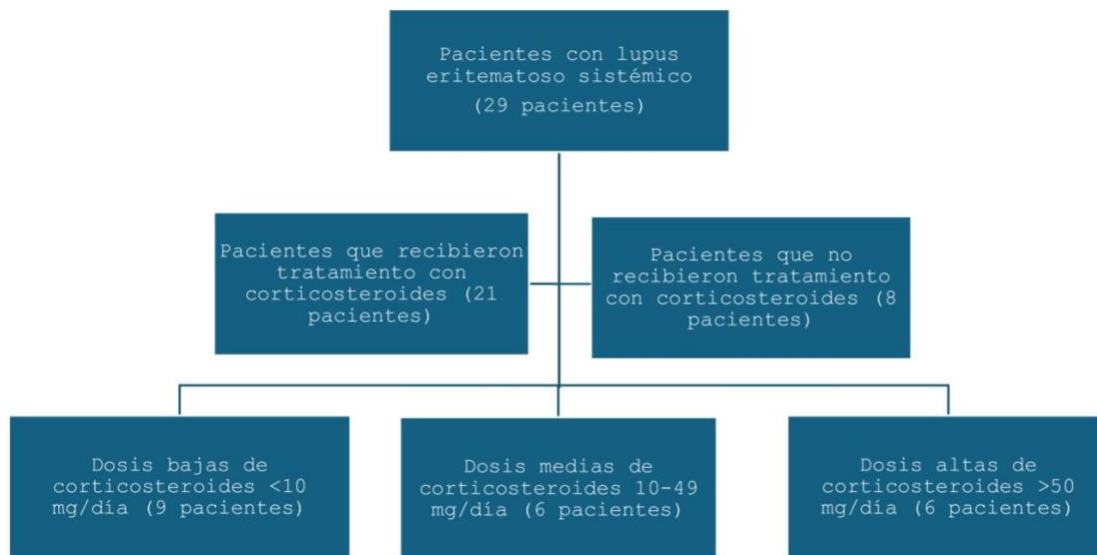 Pacientes con lupus
eritematoso sistémico
(29 pacientes)
Pacientes que recibieron
tratamiento con
corticosteroides (21
pacientes)
Pacientes que no
recibieron tratamiento
con corticosteroides (8
pacientes)
Dosis bajas de
corticosteroides <10
mg/día (9 pacientes)
Dosis medias de
corticosteroides 10-49
mg/día (6 pacientes)
Dosis altas de
corticosteroides >50
mg/día (6 pacientes)